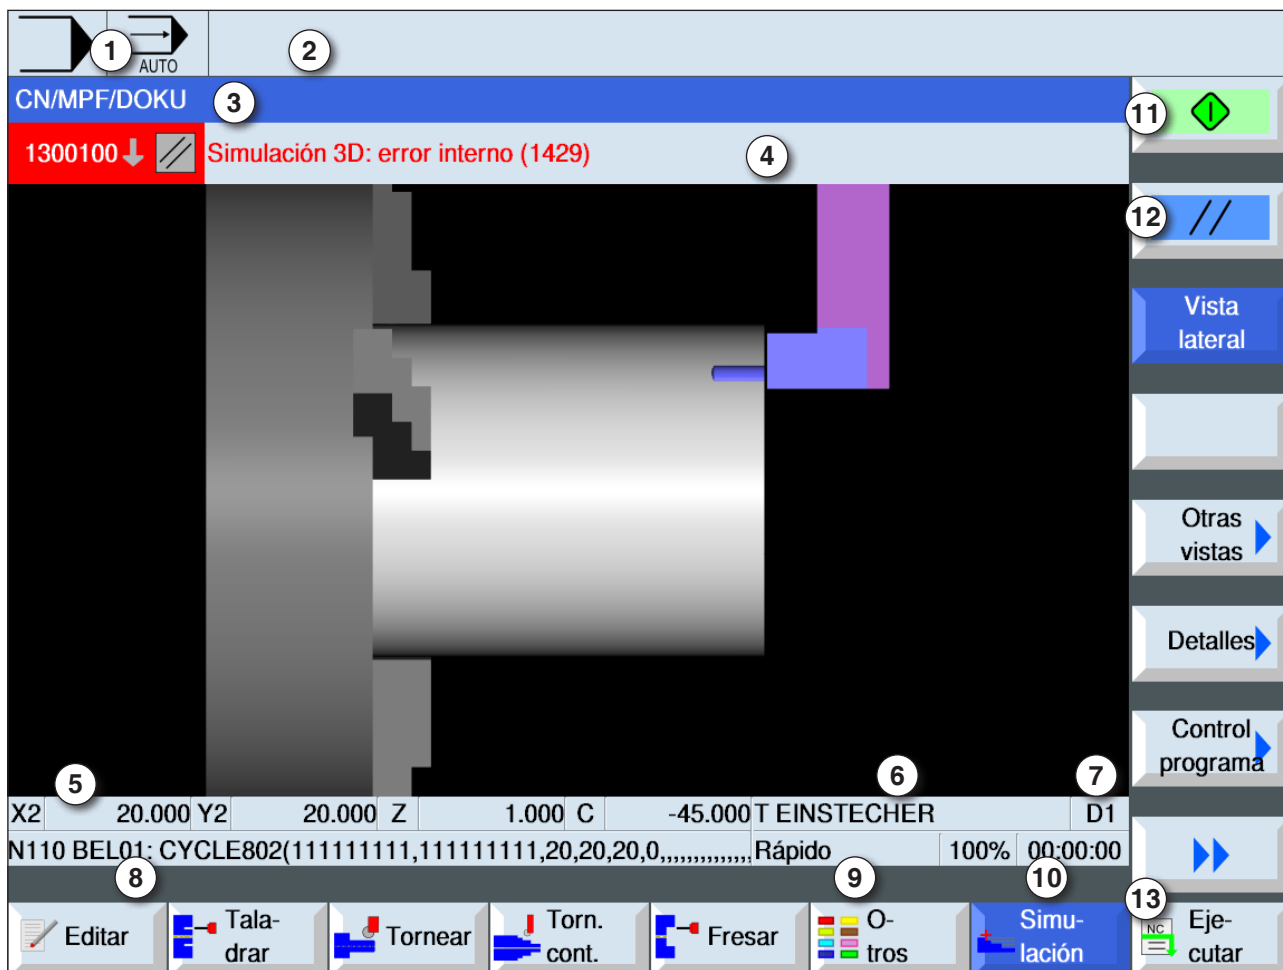 1
AUTO
2
CN/MPF/DOKU
3
11
1300100
Simulación 3D: error interno (1429)
4
12
Vista
lateral
Otras
vistas
Detalles
Control
programa
5
6
7
X2 20.000 Y2 20.000 Z 1.000 C -45.000 T EINSTECHER D1
N110 BEL01: CYCLE802(111111111,111111111,20,20,20,0,,,,,,,,,,,,,, Rápido 100% 00:00:00
8
9
10
13
Editar
Tala-
drar
Tornear
Torn.
cont.
Fresar
O-
tros
Simu-
lación
NC
Eje-
cutar